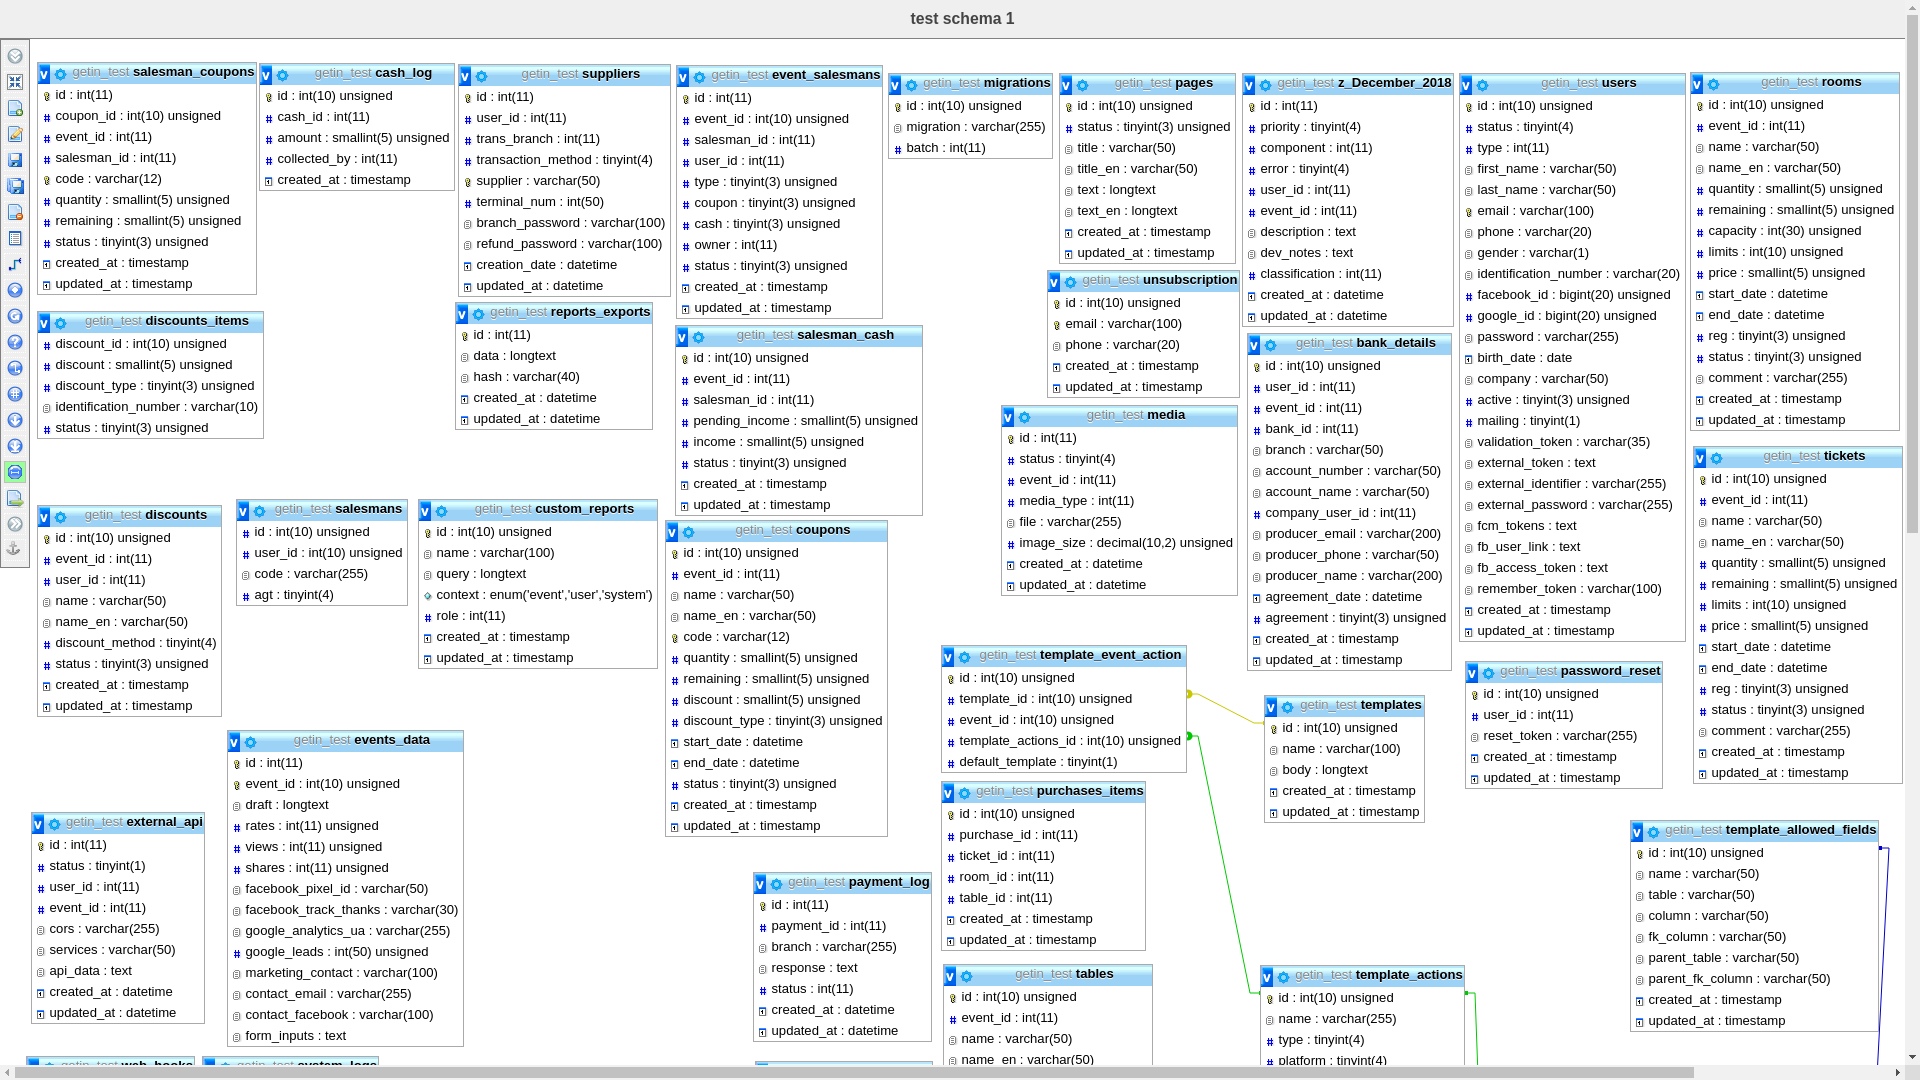 test schema 1
getin_test salesman_coupons
id : int(11)
coupon_id : int(10) unsigned
event_id : int(11)
salesman_id : int(11)
code : varchar(12)
quantity : smallint(5) unsigned
remaining : smallint(5) unsigned
status : tinyint(3) unsigned
created_at : timestamp
updated_at : timestamp
getin_test cash_log
id : int(10) unsigned
cash_id : int(11)
amount : smallint(5) unsigned
collected_by : int(11)
created_at : timestamp
getin_test suppliers
id : int(11)
user_id : int(11)
trans_branch : int(11)
transaction_method : tinyint(4)
supplier : varchar(50)
terminal_num : int(50)
branch_password : varchar(100)
refund_password : varchar(100)
creation_date : datetime
updated_at : datetime
getin_test event_salesmans
id : int(11)
event_id : int(10) unsigned
salesman_id : int(11)
user_id : int(11)
type : tinyint(3) unsigned
coupon : tinyint(3) unsigned
cash : tinyint(3) unsigned
owner : int(11)
status : tinyint(3) unsigned
created_at : timestamp
updated_at : timestamp
getin_test migrations
id : int(10) unsigned
migration : varchar(255)
batch : int(11)
getin_test pages
id : int(10) unsigned
status : tinyint(3) unsigned
title : varchar(50)
title_en : varchar(50)
text : longtext
text_en : longtext
created_at : timestamp
updated_at : timestamp
getin_test z_December_2018
id : int(11)
priority : tinyint(4)
component : int(11)
error : tinyint(4)
user_id : int(11)
event_id : int(11)
description : text
dev_notes : text
classification : int(11)
created_at : datetime
updated_at : datetime
getin_test users
id : int(10) unsigned
status : tinyint(4)
type : int(11)
first_name : varchar(50)
last_name : varchar(50)
email : varchar(100)
phone : varchar(20)
gender : varchar(1)
identification_number : varchar(20)
facebook_id : bigint(20) unsigned
google_id : bigint(20) unsigned
password : varchar(255)
birth_date : date
company : varchar(50)
active : tinyint(3) unsigned
mailing : tinyint(1)
validation_token : varchar(35)
external_token : text
external_identifier : varchar(255)
external_password : varchar(255)
fcm_tokens : text
fb_user_link : text
fb_access_token : text
remember_token : varchar(100)
created_at : timestamp
updated_at : timestamp
getin_test rooms
id : int(10) unsigned
event_id : int(11)
name : varchar(50)
name_en : varchar(50)
quantity : smallint(5) unsigned
remaining : smallint(5) unsigned
capacity : int(30) unsigned
limits : int(10) unsigned
price : smallint(5) unsigned
start_date : datetime
end_date : datetime
reg : tinyint(3) unsigned
status : tinyint(3) unsigned
comment : varchar(255)
created_at : timestamp
updated_at : timestamp
getin_test discounts_items
discount_id : int(10) unsigned
discount : smallint(5) unsigned
discount_type : tinyint(3) unsigned
identification_number : varchar(10)
status : tinyint(3) unsigned
getin_test reports_exports
id : int(11)
data : longtext
hash : varchar(40)
created_at : datetime
updated_at : datetime
getin_test salesman_cash
id : int(10) unsigned
event_id : int(11)
salesman_id : int(11)
pending_income : smallint(5) unsigned
income : smallint(5) unsigned
status : tinyint(3) unsigned
created_at : timestamp
updated_at : timestamp
getin_test unsubscription
id : int(10) unsigned
email : varchar(100)
phone : varchar(20)
created_at : timestamp
updated_at : timestamp
getin_test bank_details
id : int(10) unsigned
user_id : int(11)
event_id : int(11)
bank_id : int(11)
branch : varchar(50)
account_number : varchar(50)
account_name : varchar(50)
company_user_id : int(11)
producer_email : varchar(200)
producer_phone : varchar(50)
producer_name : varchar(200)
agreement_date : datetime
agreement : tinyint(3) unsigned
created_at : timestamp
updated_at : timestamp
getin_test media
id : int(11)
status : tinyint(4)
event_id : int(11)
media_type : int(11)
file : varchar(255)
image_size : decimal(10,2) unsigned
created_at : datetime
updated_at : datetime
getin_test tickets
id : int(10) unsigned
event_id : int(11)
name : varchar(50)
name_en : varchar(50)
quantity : smallint(5) unsigned
remaining : smallint(5) unsigned
limits : int(10) unsigned
price : smallint(5) unsigned
start_date : datetime
end_date : datetime
reg : tinyint(3) unsigned
status : tinyint(3) unsigned
comment : varchar(255)
created_at : timestamp
updated_at : timestamp
getin_test discounts
id : int(10) unsigned
event_id : int(11)
user_id : int(11)
name : varchar(50)
name_en : varchar(50)
discount_method : tinyint(4)
status : tinyint(3) unsigned
created_at : timestamp
updated_at : timestamp
getin_test salesmans
id : int(10) unsigned
user_id : int(10) unsigned
code : varchar(255)
agt : tinyint(4)
getin_test custom_reports
id : int(10) unsigned
name : varchar(100)
query : longtext
context : enum('event','user','system')
role : int(11)
created_at : timestamp
updated_at : timestamp
getin_test coupons
id : int(10) unsigned
event_id : int(11)
name : varchar(50)
name_en : varchar(50)
code : varchar(12)
quantity : smallint(5) unsigned
remaining : smallint(5) unsigned
discount : smallint(5) unsigned
discount_type : tinyint(3) unsigned
start_date : datetime
end_date : datetime
status : tinyint(3) unsigned
created_at : timestamp
updated_at : timestamp
getin_test template_event_action
id : int(10) unsigned
template_id : int(10) unsigned
event_id : int(10) unsigned
template_actions_id : int(10) unsigned
default_template : tinyint(1)
getin_test templates
id : int(10) unsigned
name : varchar(100)
body : longtext
created_at : timestamp
updated_at : timestamp
getin_test password_reset
id : int(10) unsigned
user_id : int(11)
reset_token : varchar(255)
created_at : timestamp
updated_at : timestamp
getin_test events_data
id : int(11)
event_id : int(10) unsigned
draft : longtext
rates : int(11) unsigned
views : int(11) unsigned
shares : int(11) unsigned
facebook_pixel_id : varchar(50)
facebook_track_thanks : varchar(30)
google_analytics_ua : varchar(255)
google_leads : int(50) unsigned
marketing_contact : varchar(100)
contact_email : varchar(255)
contact_facebook : varchar(100)
form_inputs : text
getin_test external_api
id : int(11)
status : tinyint(1)
user_id : int(11)
event_id : int(11)
cors : varchar(255)
services : varchar(50)
api_data : text
created_at : datetime
updated_at : datetime
getin_test purchases_items
id : int(10) unsigned
purchase_id : int(11)
ticket_id : int(11)
room_id : int(11)
table_id : int(11)
created_at : timestamp
updated_at : timestamp
getin_test payment_log
id : int(11)
payment_id : int(11)
branch : varchar(255)
response : text
status : int(11)
created_at : datetime
updated_at : datetime
getin_test template_allowed_fields
id : int(10) unsigned
name : varchar(50)
table : varchar(50)
column : varchar(50)
fk_column : varchar(50)
parent_table : varchar(50)
parent_fk_column : varchar(50)
created_at : timestamp
updated_at : timestamp
getin_test tables
id : int(10) unsigned
event_id : int(11)
name : varchar(50)
name_en : varchar(50)
getin_test template_actions
id : int(10) unsigned
name : varchar(255)
type : tinyint(4)
platform : tinyint(4)
getin_test web_hooks
getin_test system_logs